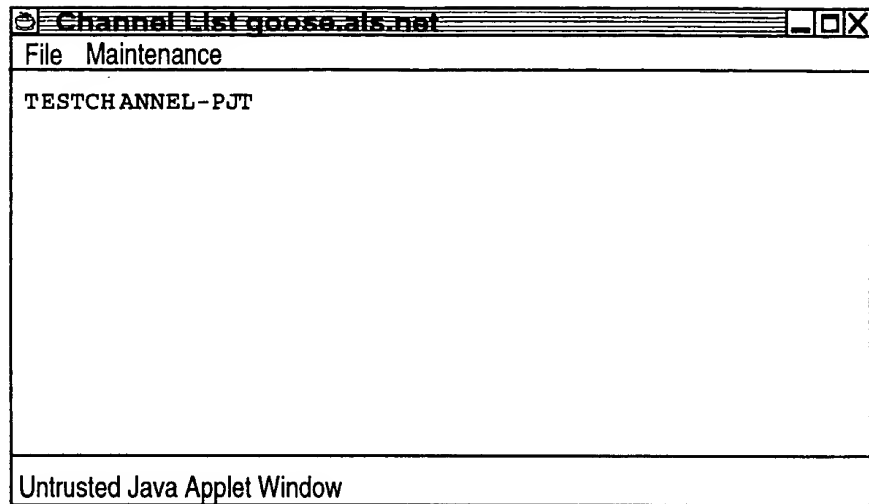 Channel List goose.als.net
File Maintenance
TESTCHANNEL-PJT
Untrusted Java Applet Window